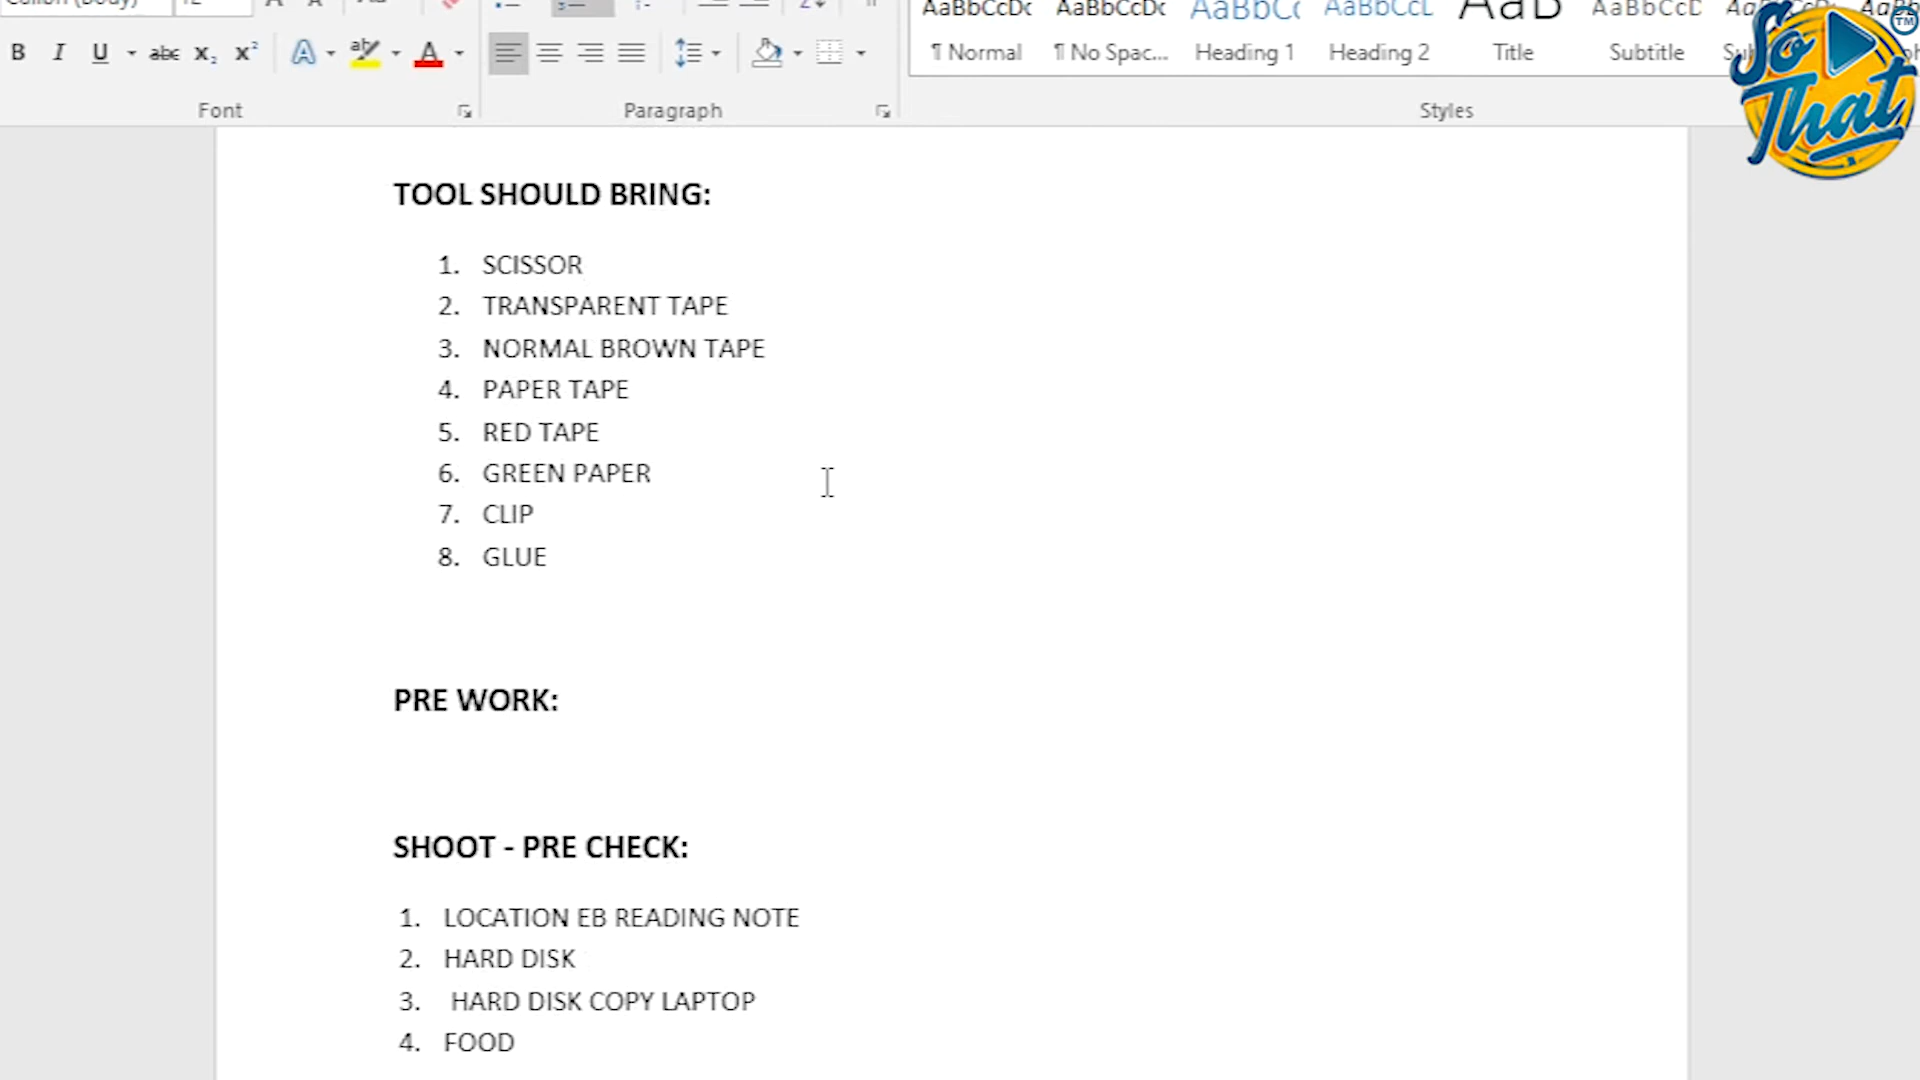 B I U abc X₂ X² A ab A
AaBbCcDc AaBbCcDc AaBbC AaBbCcL AaB AaBbCcD
¶ Normal ¶ No Spac... Heading 1 Heading 2 Title Subtitle
Font Paragraph Styles
So That TM
TOOL SHOULD BRING:
1. SCISSOR
2. TRANSPARENT TAPE
3. NORMAL BROWN TAPE
4. PAPER TAPE
5. RED TAPE
6. GREEN PAPER
7. CLIP
8. GLUE
PRE WORK:
SHOOT - PRE CHECK:
1. LOCATION EB READING NOTE
2. HARD DISK
3. HARD DISK COPY LAPTOP
4. FOOD